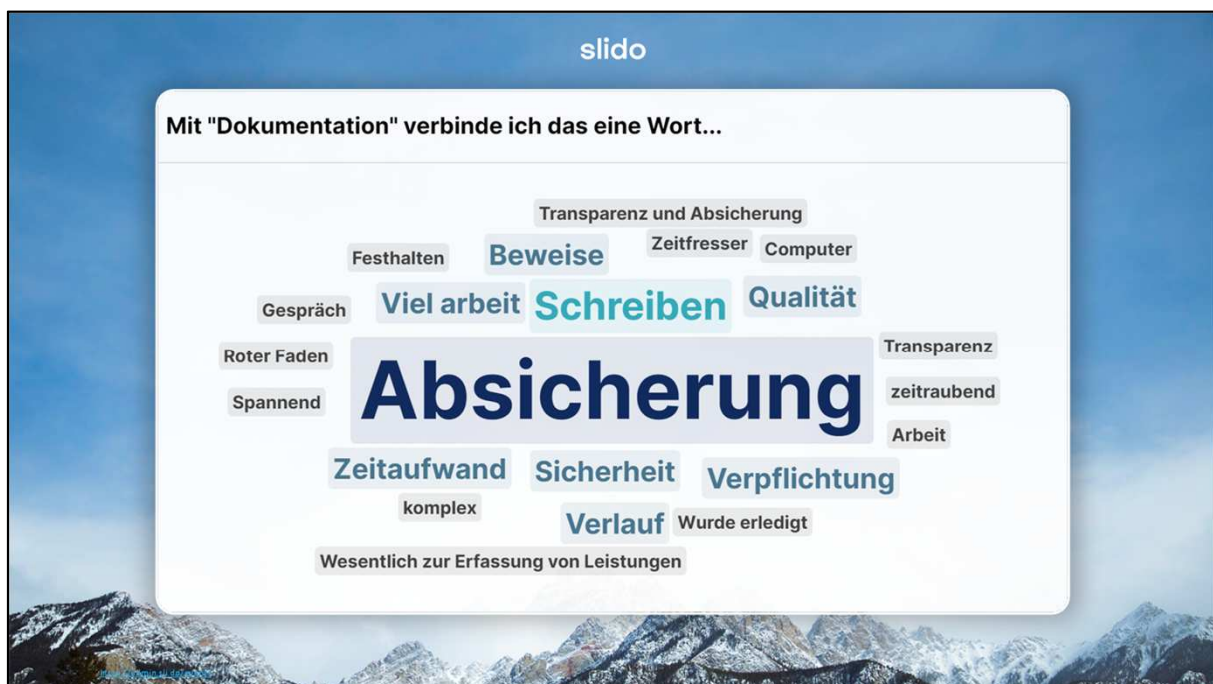 slido
Mit "Dokumentation" verbinde ich das eine Wort...
Transparenz und Absicherung
Festhalten
Beweise
Zeitfresser
Computer
Gespräch
Viel arbeit
Schreiben
Qualität
Roter Faden
Absicherung
Transparenz
Spannend
zeitraubend
Arbeit
Zeitaufwand
Sicherheit
Verpflichtung
komplex
Verlauf
Wurde erledigt
Wesentlich zur Erfassung von Leistungen